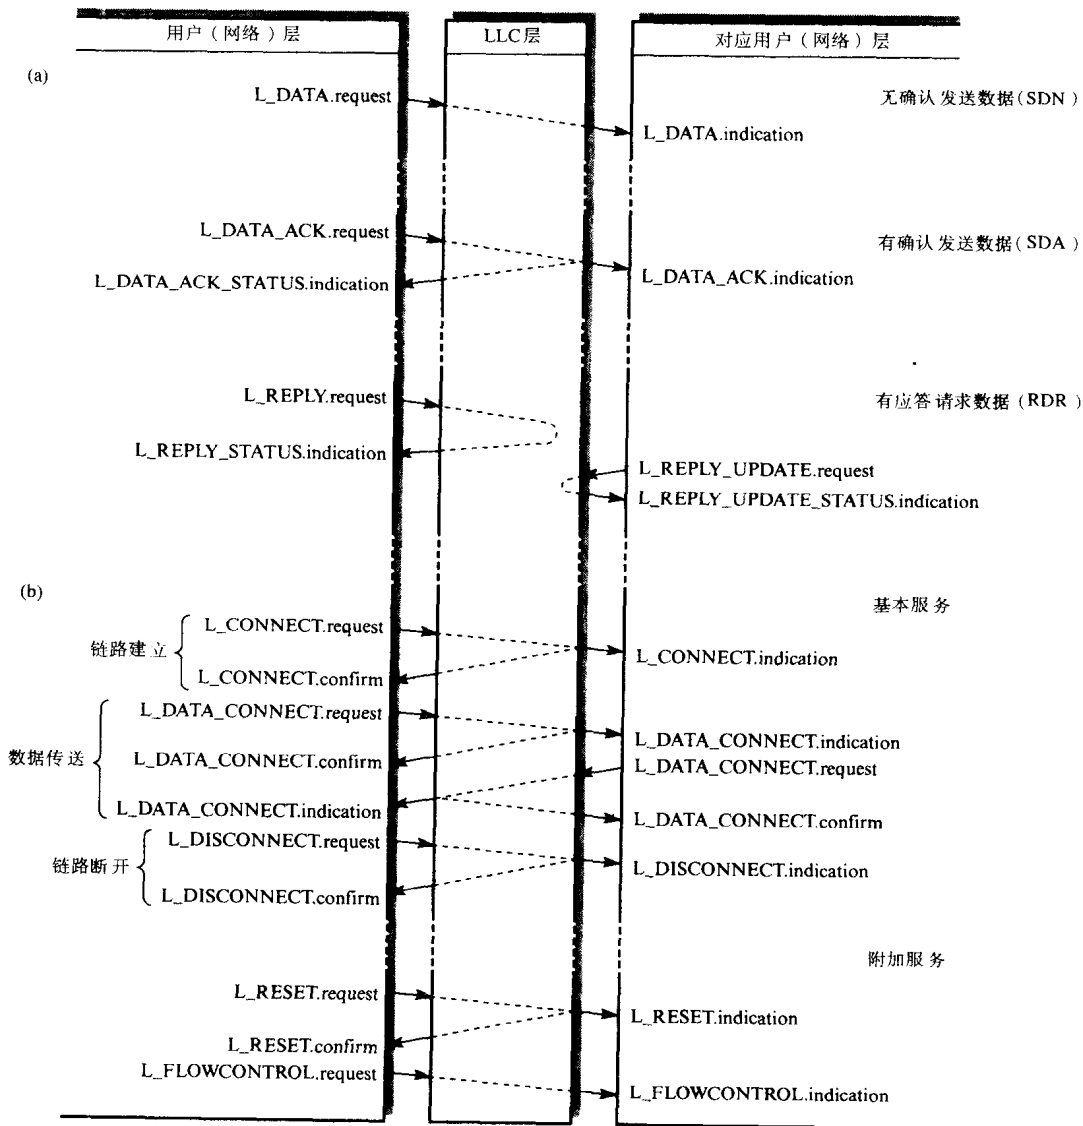 用户（网络）层 LLC层 对应用户（网络）层
(a)
L_DATA.request 无确认发送数据(SDN)
L_DATA.indication
L_DATA_ACK.request 有确认发送数据(SDA)
L_DATA_ACK_STATUS.indication L_DATA_ACK.indication
L_REPLY.request 有应答请求数据(RDR)
L_REPLY_STATUS.indication
L_REPLY_UPDATE.request
L_REPLY_UPDATE_STATUS.indication
(b)
基本服务
链路建立
L_CONNECT.request
L_CONNECT.indication
L_CONNECT.confirm
数据传送
L_DATA_CONNECT.request
L_DATA_CONNECT.indication
L_DATA_CONNECT.confirm
L_DATA_CONNECT.request
L_DATA_CONNECT.indication
L_DATA_CONNECT.confirm
链路断开
L_DISCONNECT.request
L_DISCONNECT.indication
L_DISCONNECT.confirm
附加服务
L_RESET.request
L_RESET.indication
L_RESET.confirm
L_FLOWCONTROL.request
L_FLOWCONTROL.indication